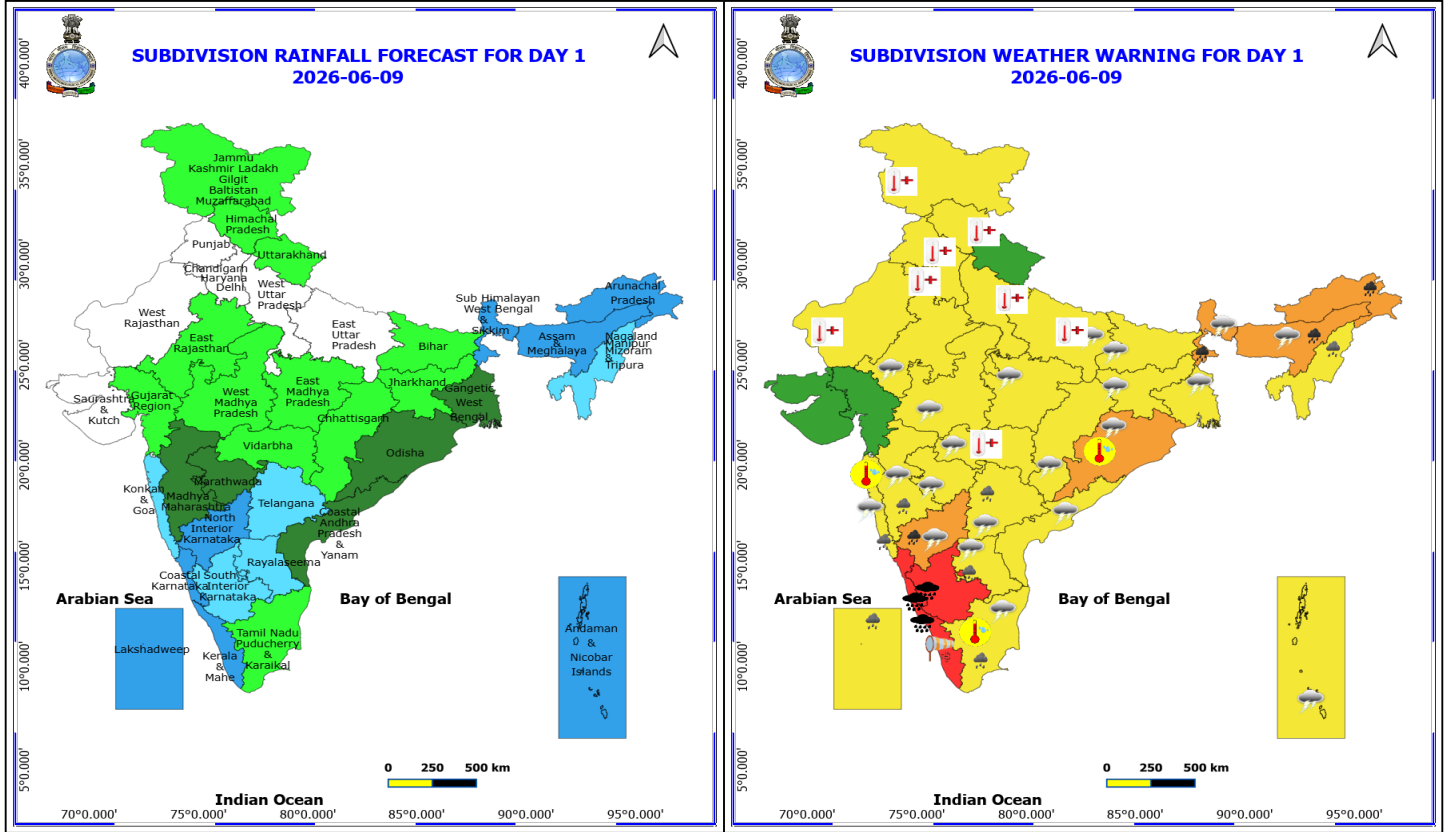 SUBDIVISION RAINFALL FORECAST FOR DAY 1
2026-06-09
40°0.000'
35°0.000'
30°0.000'
25°0.000'
20°0.000'
15°0.000'
10°0.000'
5°0.000'
Jammu
Kashmir Ladakh
Gilgit
Baltistan
Muzaffarabad
Himachal
Pradesh
Punjab
Uttarakhand
Chandigarh
Haryana
Delhi
West
Uttar
Pradesh
West
Rajasthan
East
Uttar
Pradesh
East
Rajasthan
Bihar
Sub Himalayan
West Bengal
&
Sikkim
Arunachal
Pradesh
Assam
&
Meghalaya
Nagaland
Manipur
Mizoram
&
Tripura
Saurashtra
&
Kutch
Gujarat
Region
West
Madhya
Pradesh
East
Madhya
Pradesh
Jharkhand
Gangetic
West
Bengal
Chhattisgarh
Vidarbha
Odisha
Konkan
&
Goa
Marathwada
Madhya
Maharashtra
Telangana
North
Interior
Karnataka
Coastal
Andhra
Pradesh
&
Yanam
Rayalaseema
Coastal
Karnataka
South
Interior
Karnataka
Arabian Sea
Bay of Bengal
Lakshadweep
Kerala
&
Mahe
Tamil Nadu
Puducherry
&
Karaikal
Andaman
&
Nicobar
Islands
0 250 500 km
Indian Ocean
70°0.000' 75°0.000' 80°0.000' 85°0.000' 90°0.000' 95°0.000'
SUBDIVISION WEATHER WARNING FOR DAY 1
2026-06-09
40°0.000'
35°0.000'
30°0.000'
25°0.000'
20°0.000'
15°0.000'
10°0.000'
5°0.000'
Arabian Sea
Bay of Bengal
0 250 500 km
Indian Ocean
70°0.000' 75°0.000' 80°0.000' 85°0.000' 90°0.000' 95°0.000'